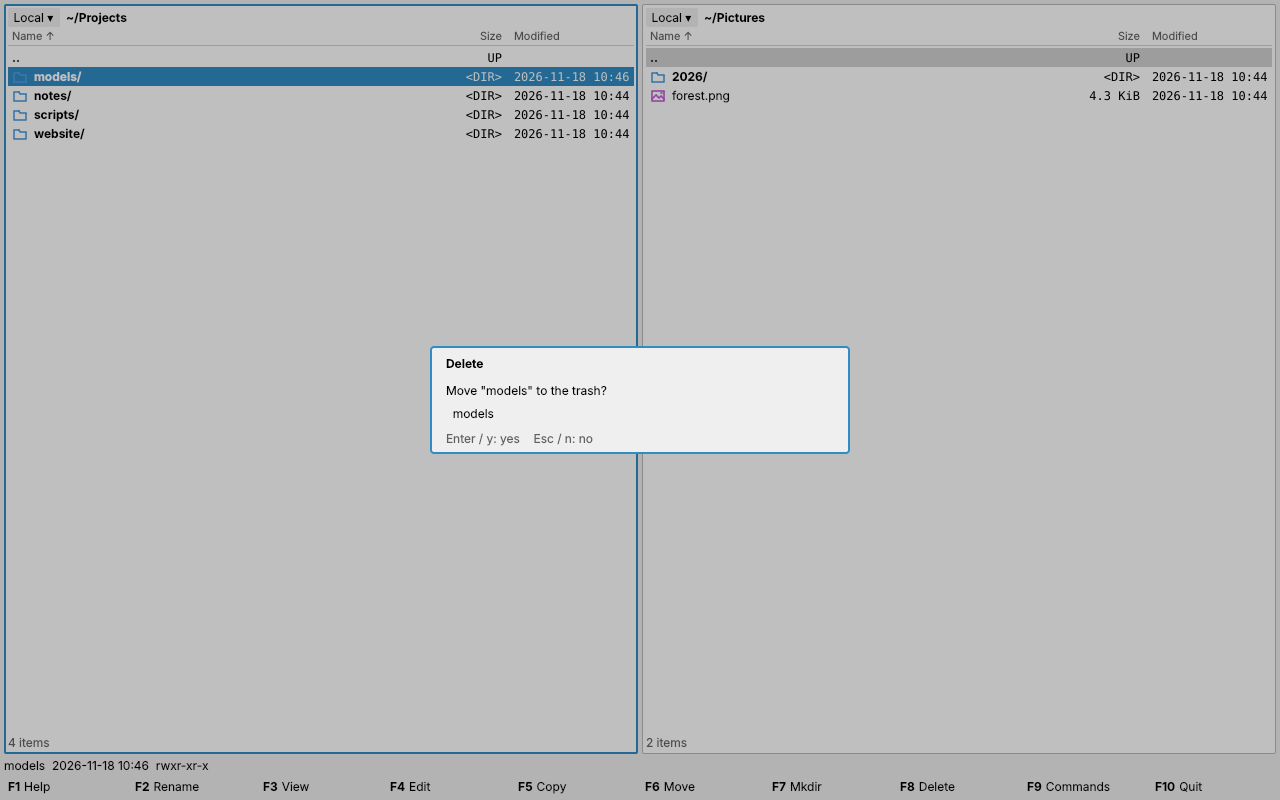 Local ▾ ~/Projects
Name ↑ Size Modified
.. UP
models/ <DIR> 2026-11-18 10:46
notes/ <DIR> 2026-11-18 10:44
scripts/ <DIR> 2026-11-18 10:44
website/ <DIR> 2026-11-18 10:44
4 items
Local ▾ ~/Pictures
Name ↑ Size Modified
.. UP
2026/ <DIR> 2026-11-18 10:44
forest.png 4.3 KiB 2026-11-18 10:44
2 items
Delete
Move "models" to the trash?
models
Enter / y: yes Esc / n: no
models 2026-11-18 10:46 rwxr-xr-x
F1 Help F2 Rename F3 View F4 Edit F5 Copy F6 Move F7 Mkdir F8 Delete F9 Commands F10 Quit